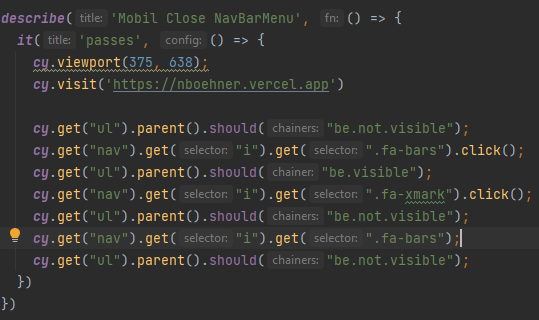 describe( title: 'Mobil Close NavBarMenu', fn: () => {
it( title: 'passes', config: () => {
cy.viewport(375, 638);
cy.visit('https://nboehner.vercel.app')
cy.get("ul").parent().should( chainers: "be.not.visible");
cy.get("nav").get( selector: "i").get( selector: ".fa-bars").click();
cy.get("ul").parent().should( chainer: "be.visible");
cy.get("nav").get( selector: "i").get( selector: ".fa-xmark").click();
cy.get("ul").parent().should( chainers: "be.not.visible");
cy.get("nav").get( selector: "i").get( selector: ".fa-bars");
cy.get("ul").parent().should( chainers: "be.not.visible");
})
})